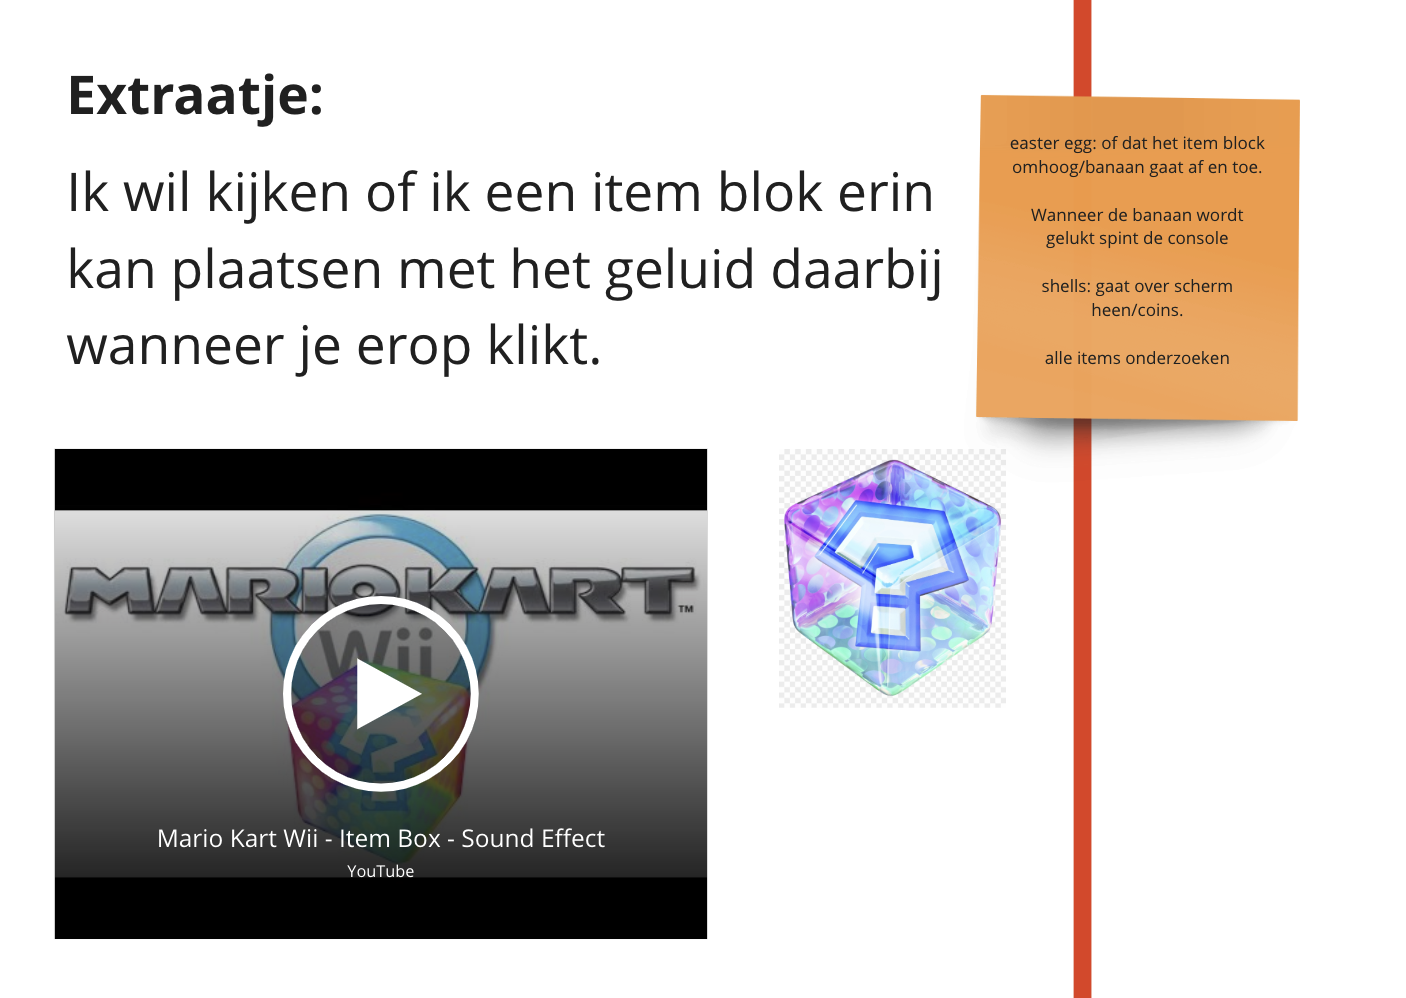 Extraatje:
Ik wil kijken of ik een item blok erin
kan plaatsen met het geluid daarbij
wanneer je erop klikt.
easter egg: of dat het item block
omhoog/banaan gaat af en toe.
Wanneer de banaan wordt
gelukt spint de console
shells: gaat over scherm
heen/coins.
alle items onderzoeken
MARIOKART™
Wii
?
Mario Kart Wii - Item Box - Sound Effect
YouTube
?